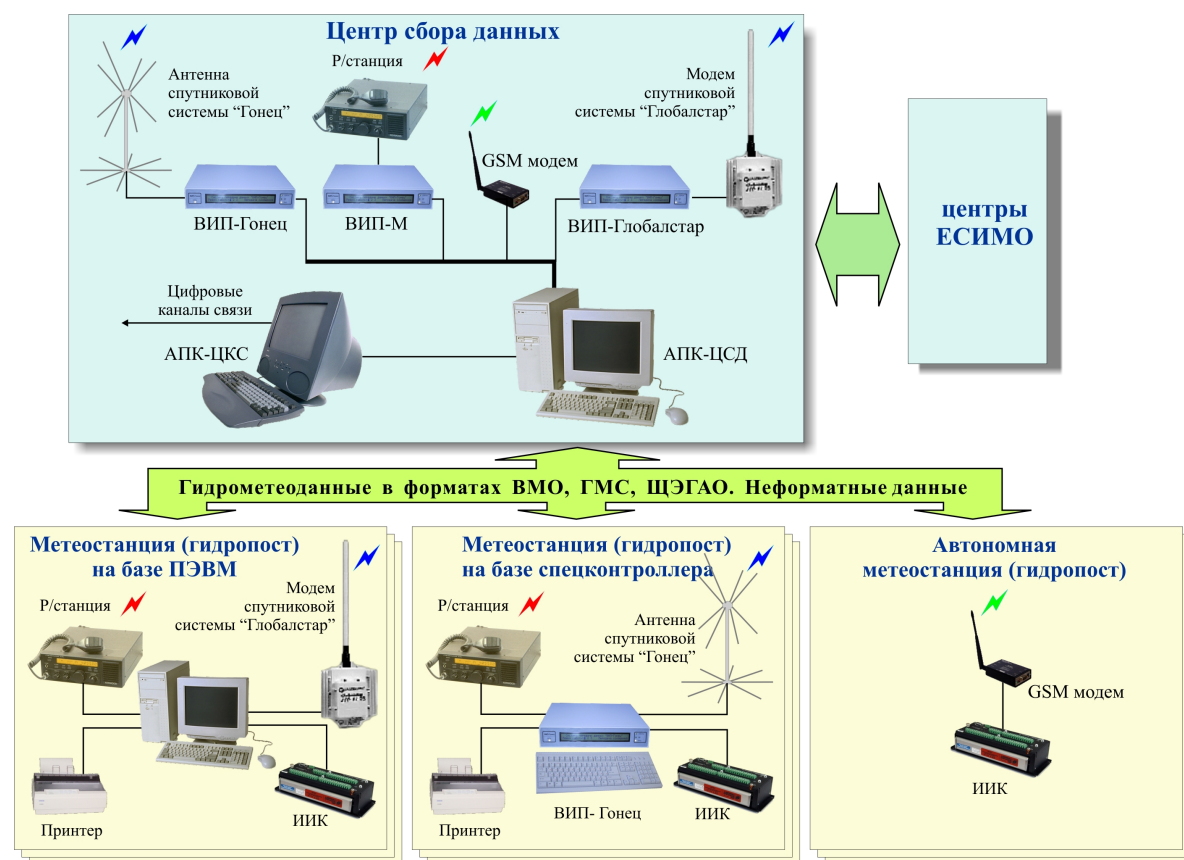 Центр сбора данных
Антенна
спутниковой
системы “Гонец”
Р/станция
GSM модем
Модем
спутниковой
системы “Глобалстар”
ВИП-Гонец
ВИП-М
ВИП-Глобалстар
Цифровые
каналы связи
АПК-ЦКС
АПК-ЦСД
центры
ЕСИМО
Гидрометеоданные в форматах ВМО, ГМС, ЩЭГАО. Неформатные данные
Метеостанция (гидропост)
на базе ПЭВМ
Р/станция
Модем
спутниковой
системы “Глобалстар”
Принтер
ИИК
Метеостанция (гидропост)
на базе спецконтроллера
Р/станция
Антенна
спутниковой
системы “Гонец”
Принтер
ВИП- Гонец
ИИК
Автономная
метеостанция (гидропост)
GSM модем
ИИК